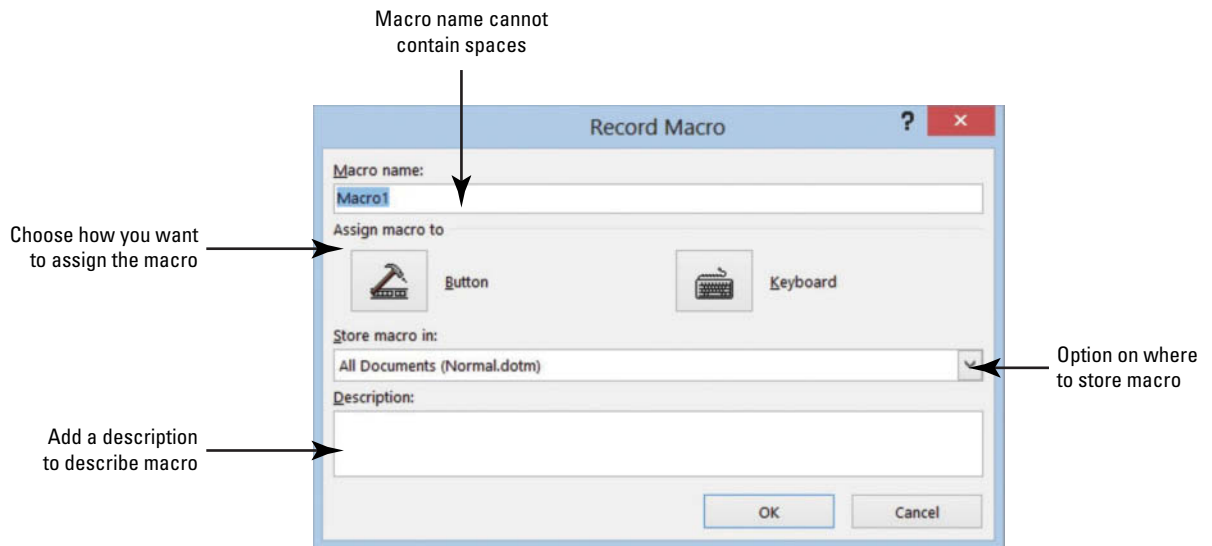 Macro name cannot
contain spaces
Record Macro
?
×
Macro name:
Macro1
Choose how you want
to assign the macro
Assign macro to
Button
Keyboard
Store macro in:
All Documents (Normal.dotm)
Option on where
to store macro
Description:
Add a description
to describe macro
OK
Cancel